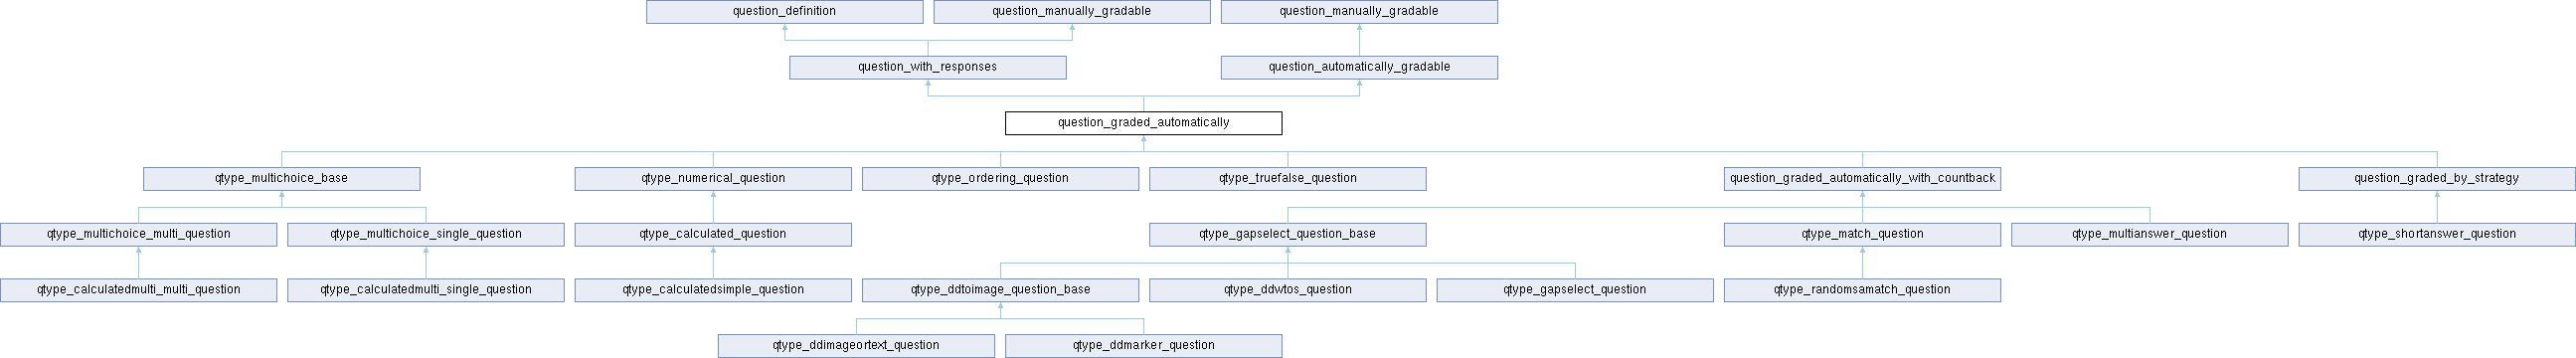 question_definition
question_manually_gradable
question_manually_gradable
question_with_responses
question_automatically_gradable
question_graded_automatically
qtype_multichoice_base
qtype_numerical_question
qtype_ordering_question
qtype_truefalse_question
question_graded_automatically_with_countback
question_graded_by_strategy
qtype_multichoice_multi_question
qtype_multichoice_single_question
qtype_calculated_question
qtype_gapselect_question_base
qtype_match_question
qtype_multianswer_question
qtype_shortanswer_question
qtype_calculatedmulti_multi_question
qtype_calculatedmulti_single_question
qtype_calculatedsimple_question
qtype_ddtoimage_question_base
qtype_ddwtos_question
qtype_gapselect_question
qtype_randomsamatch_question
qtype_ddimageortext_question
qtype_ddmarker_question